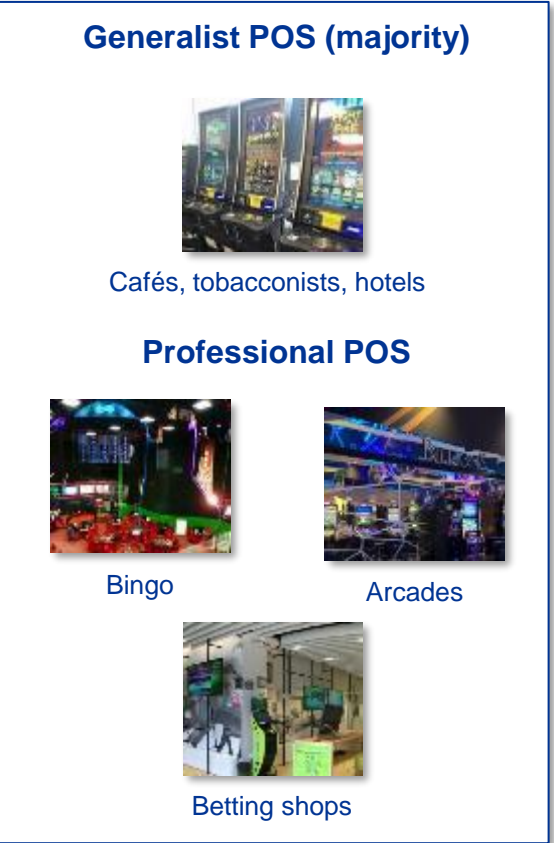 Generalist POS (majority)
Cafés, tobacconists, hotels
Professional POS
Bingo
Arcades
Betting shops